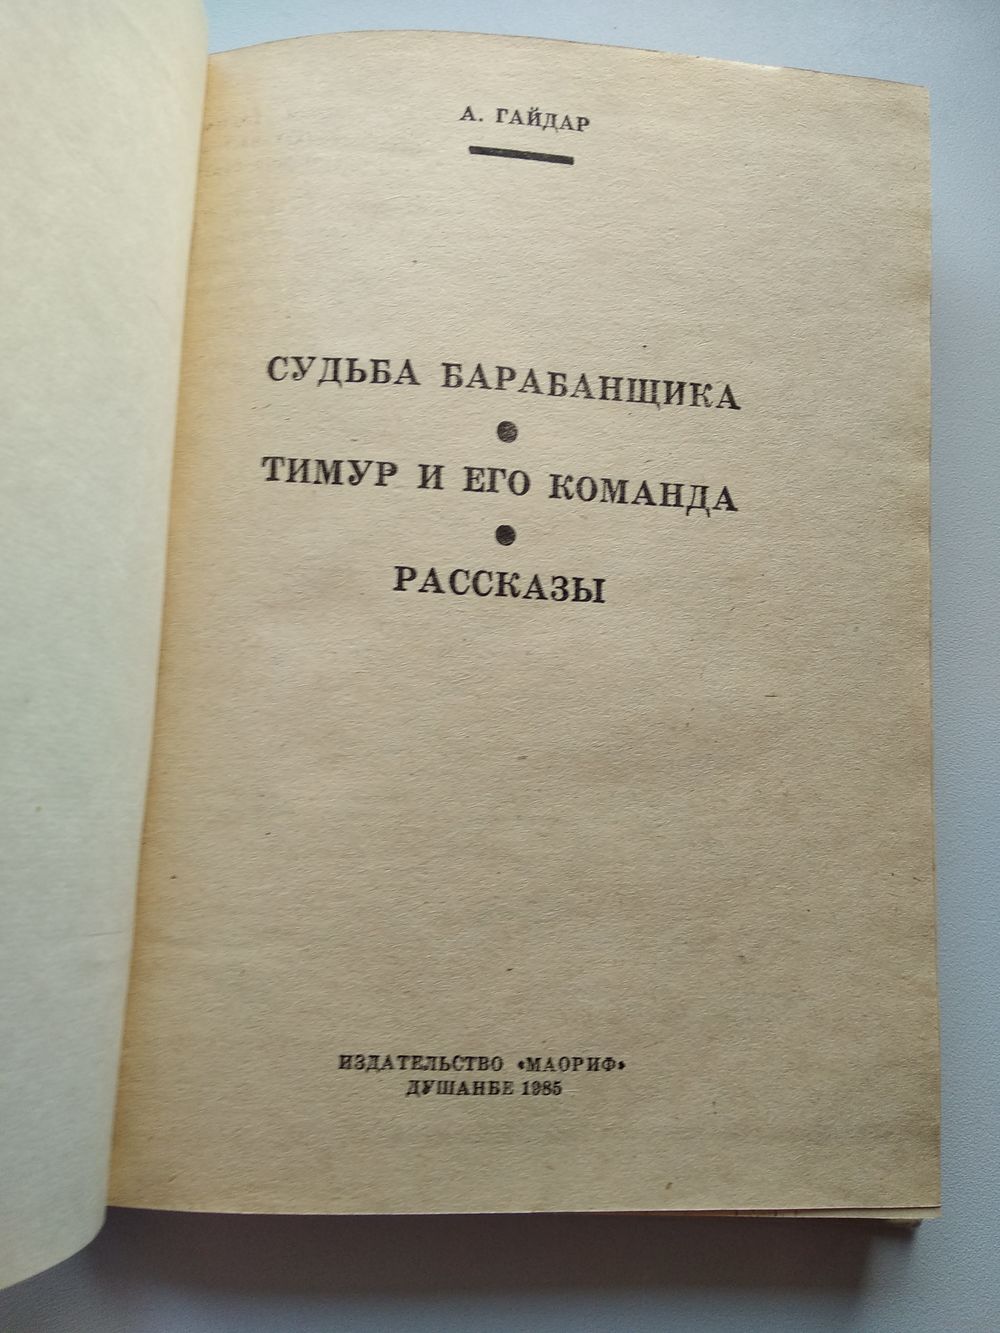 А. ГАЙДАР
СУДЬБА БАРАБАНЩИКА
ТИМУР И ЕГО КОМАНДА
РАССКАЗЫ
ИЗДАТЕЛЬСТВО «МАОРИФ»
ДУШАНБЕ 1985